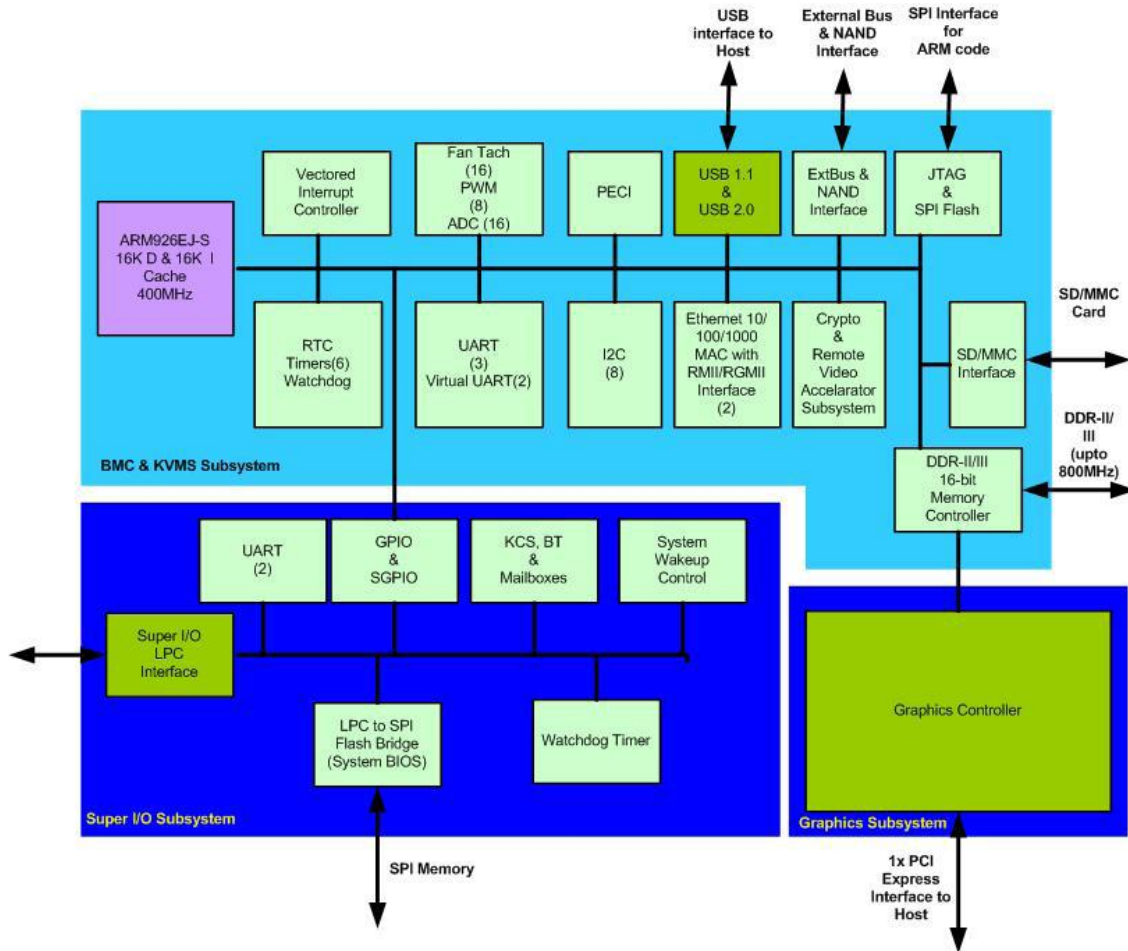 USB
interface to
Host
External Bus
& NAND
Interface
SPI Interface
for
ARM code
Vectored
Interrupt
Controller
Fan Tach
(16)
PWM
(8)
ADC (16)
PECI
USB 1.1
&
USB 2.0
ExtBus &
NAND
Interface
JTAG
&
SPI Flash
ARM926EJ-S
16K D & 16K I
Cache
400MHz
RTC
Timers(6)
Watchdog
UART
(3)
Virtual UART(2)
I2C
(8)
Ethernet 10/
100/1000
MAC with
RMII/RGMII
Interface
(2)
Crypto
&
Remote
Video
Accelarator
Subsystem
SD/MMC
Interface
SD/MMC
Card
DDR-II/
III
(upto
800MHz)
BMC & KVMS Subsystem
DDR-II/III
16-bit
Memory
Controller
UART
(2)
GPIO
&
SGPIO
KCS, BT
&
Mailboxes
System
Wakeup
Control
Super I/O
LPC
Interface
LPC to SPI
Flash Bridge
(System BIOS)
Watchdog Timer
Super I/O Subsystem
SPI Memory
Graphics Controller
Graphics Subsystem
1x PCI
Express
Interface to
Host